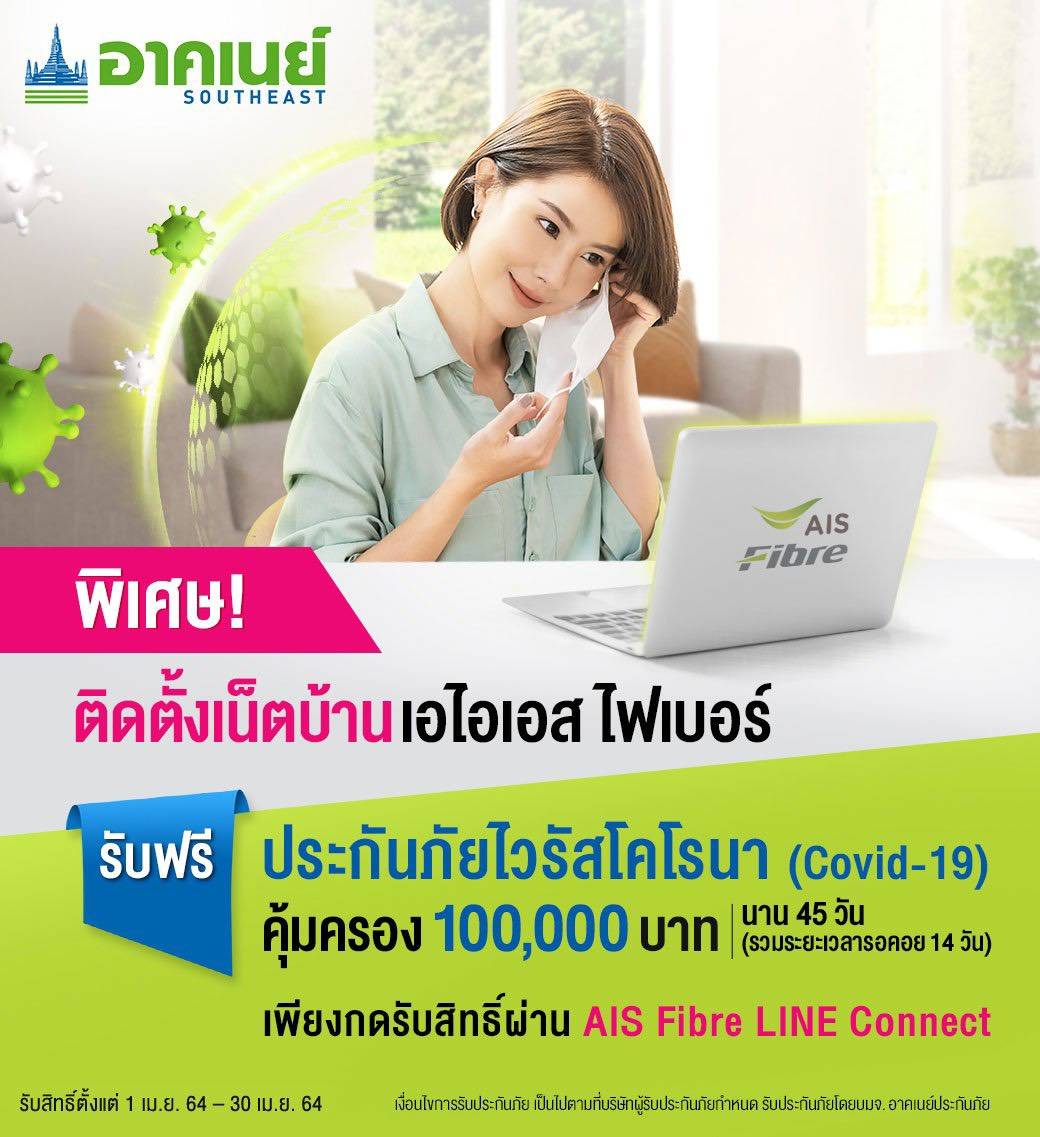 อาคเนย์
SOUTHEAST
AIS
Fibre
พิเศษ!
ติดตั้งเน็ตบ้าน เอไอเอส ไฟเบอร์
รับฟรี
ประกันภัยไวรัสโคโรนา (Covid-19)
คุ้มครอง 100,000 บาท
นาน 45 วัน
(รวมระยะเวลารอคอย 14 วัน)
เพียงกดรับสิทธิ์ผ่าน AIS Fibre LINE Connect
รับสิทธิ์ตั้งแต่ 1 เม.ย. 64 – 30 เม.ย. 64
เงื่อนไขการรับประกันภัย เป็นไปตามที่บริษัทผู้รับประกันภัยกำหนด รับประกันภัยโดยบมจ. อาคเนย์ประกันภัย